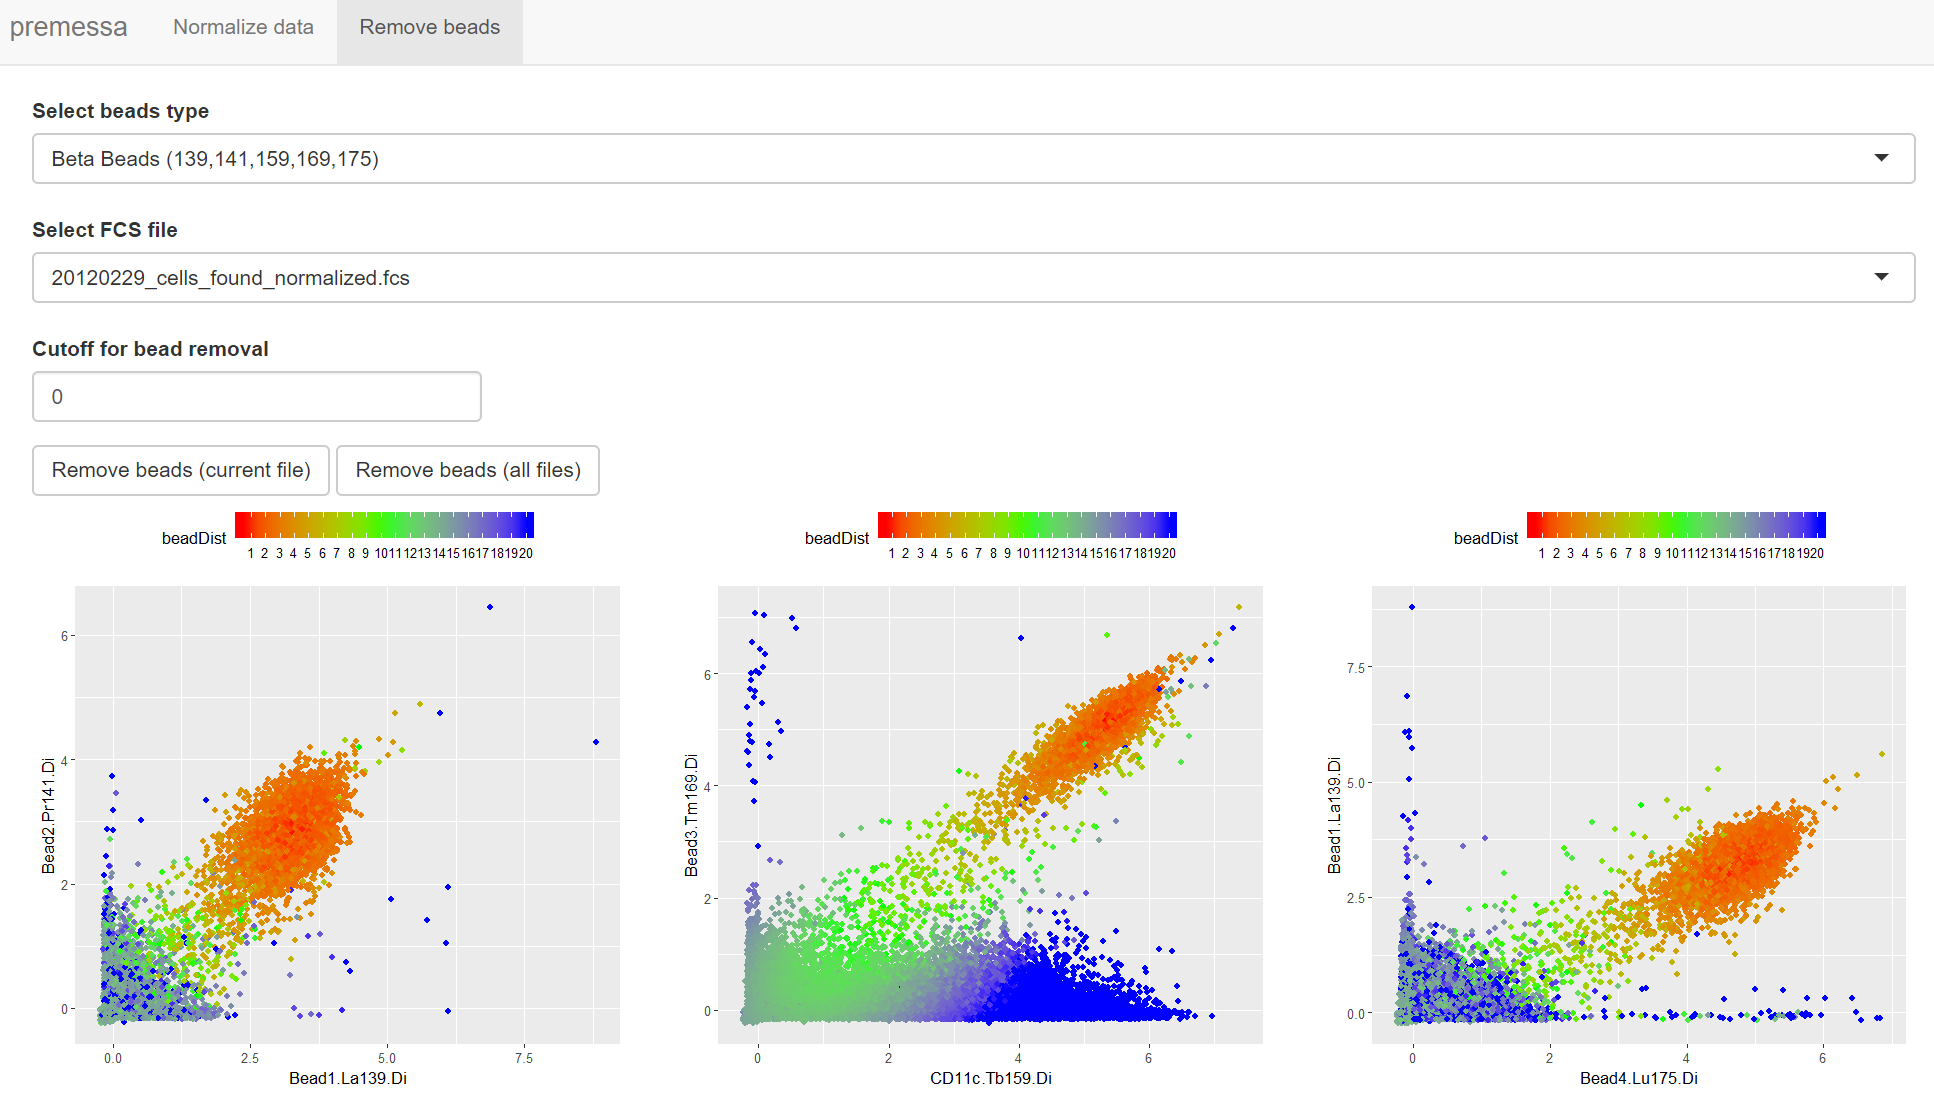 premessa Normalize data Remove beads
Select beads type
Beta Beads (139,141,159,169,175)
Select FCS file
20120229_cells_found_normalized.fcs
Cutoff for bead removal
0
Remove beads (current file) Remove beads (all files)
beadDist
1 2 3 4 5 6 7 8 9 10 11 12 13 14 15 16 17 18 19 20
6
4
2
0
Bead2.Pr141.Di
0.0 2.5 5.0 7.5
Bead1.La139.Di
beadDist
1 2 3 4 5 6 7 8 9 10 11 12 13 14 15 16 17 18 19 20
6
4
2
0
Bead3.Tm169.Di
0 2 4 6
CD11c.Tb159.Di
beadDist
1 2 3 4 5 6 7 8 9 10 11 12 13 14 15 16 17 18 19 20
7.5
5.0
2.5
0.0
Bead1.La139.Di
0 2 4 6
Bead4.Lu175.Di